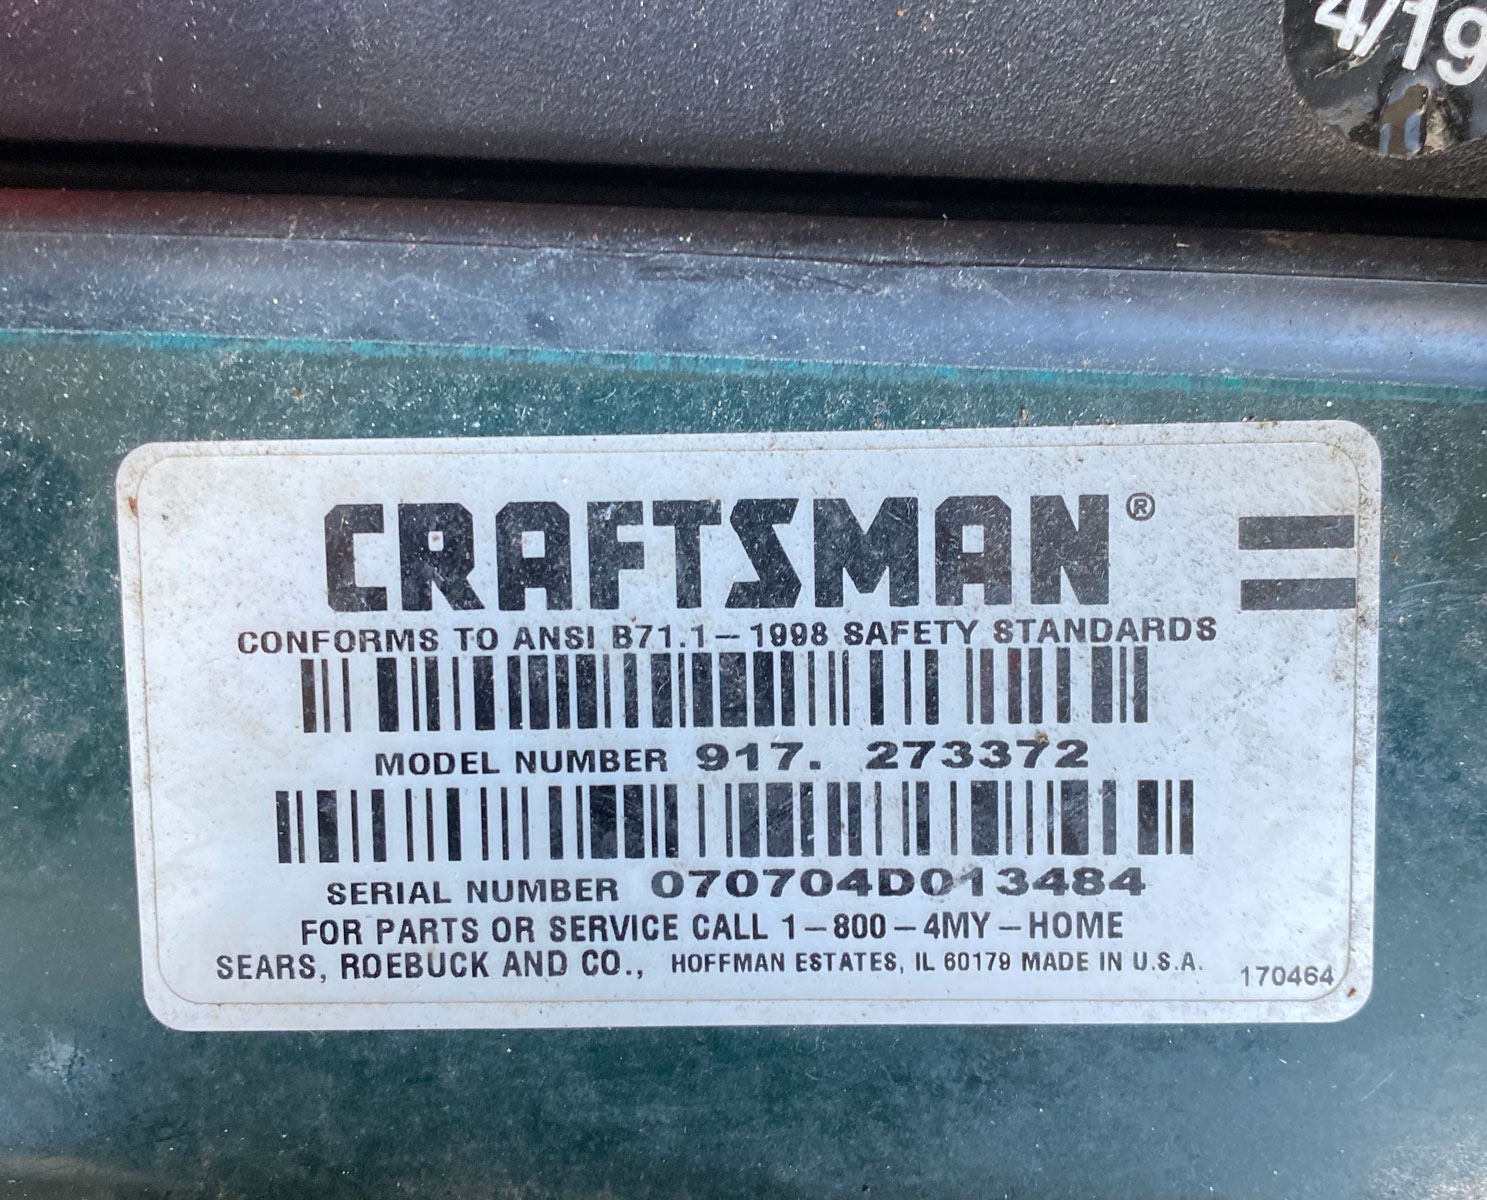 4/19
CRAFTSMAN®
CONFORMS TO ANSI B71.1-1998 SAFETY STANDARDS
MODEL NUMBER 917. 273372
SERIAL NUMBER 070704D013484
FOR PARTS OR SERVICE CALL 1-800-4MY-HOME
SEARS, ROEBUCK AND CO., HOFFMAN ESTATES, IL 60179 MADE IN U.S.A. 170464